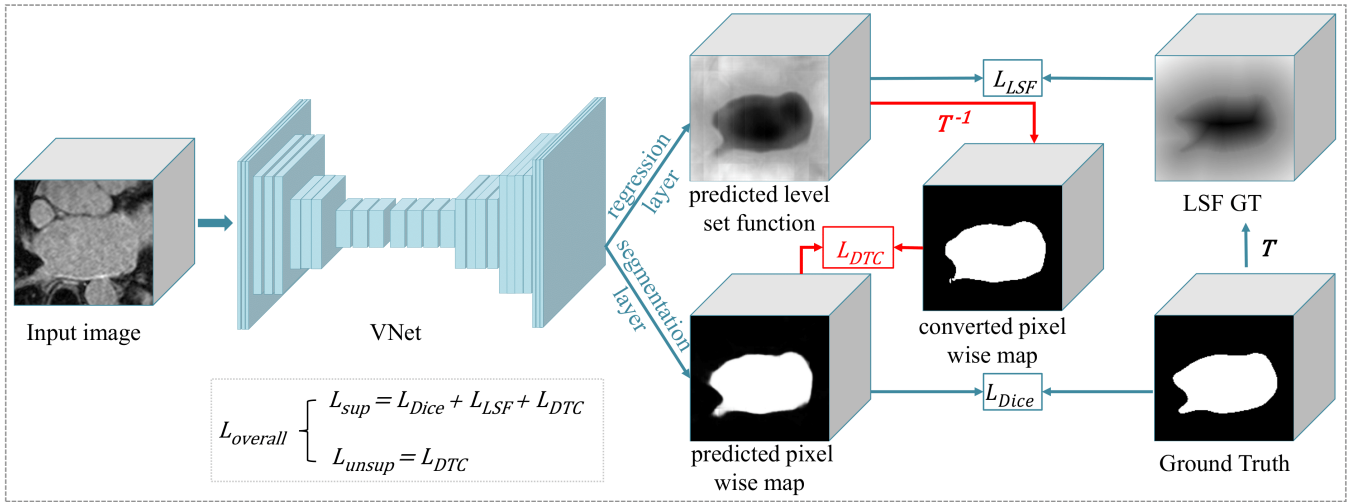 Input image
VNet
regression
layer
segmentation
layer
predicted level
set function
L_LSF
T^-1
LSF GT
T
L_DTC
converted pixel
wise map
predicted pixel
wise map
L_Dice
Ground Truth
L_overall
L_sup = L_Dice + L_LSF + L_DTC
L_unsup = L_DTC